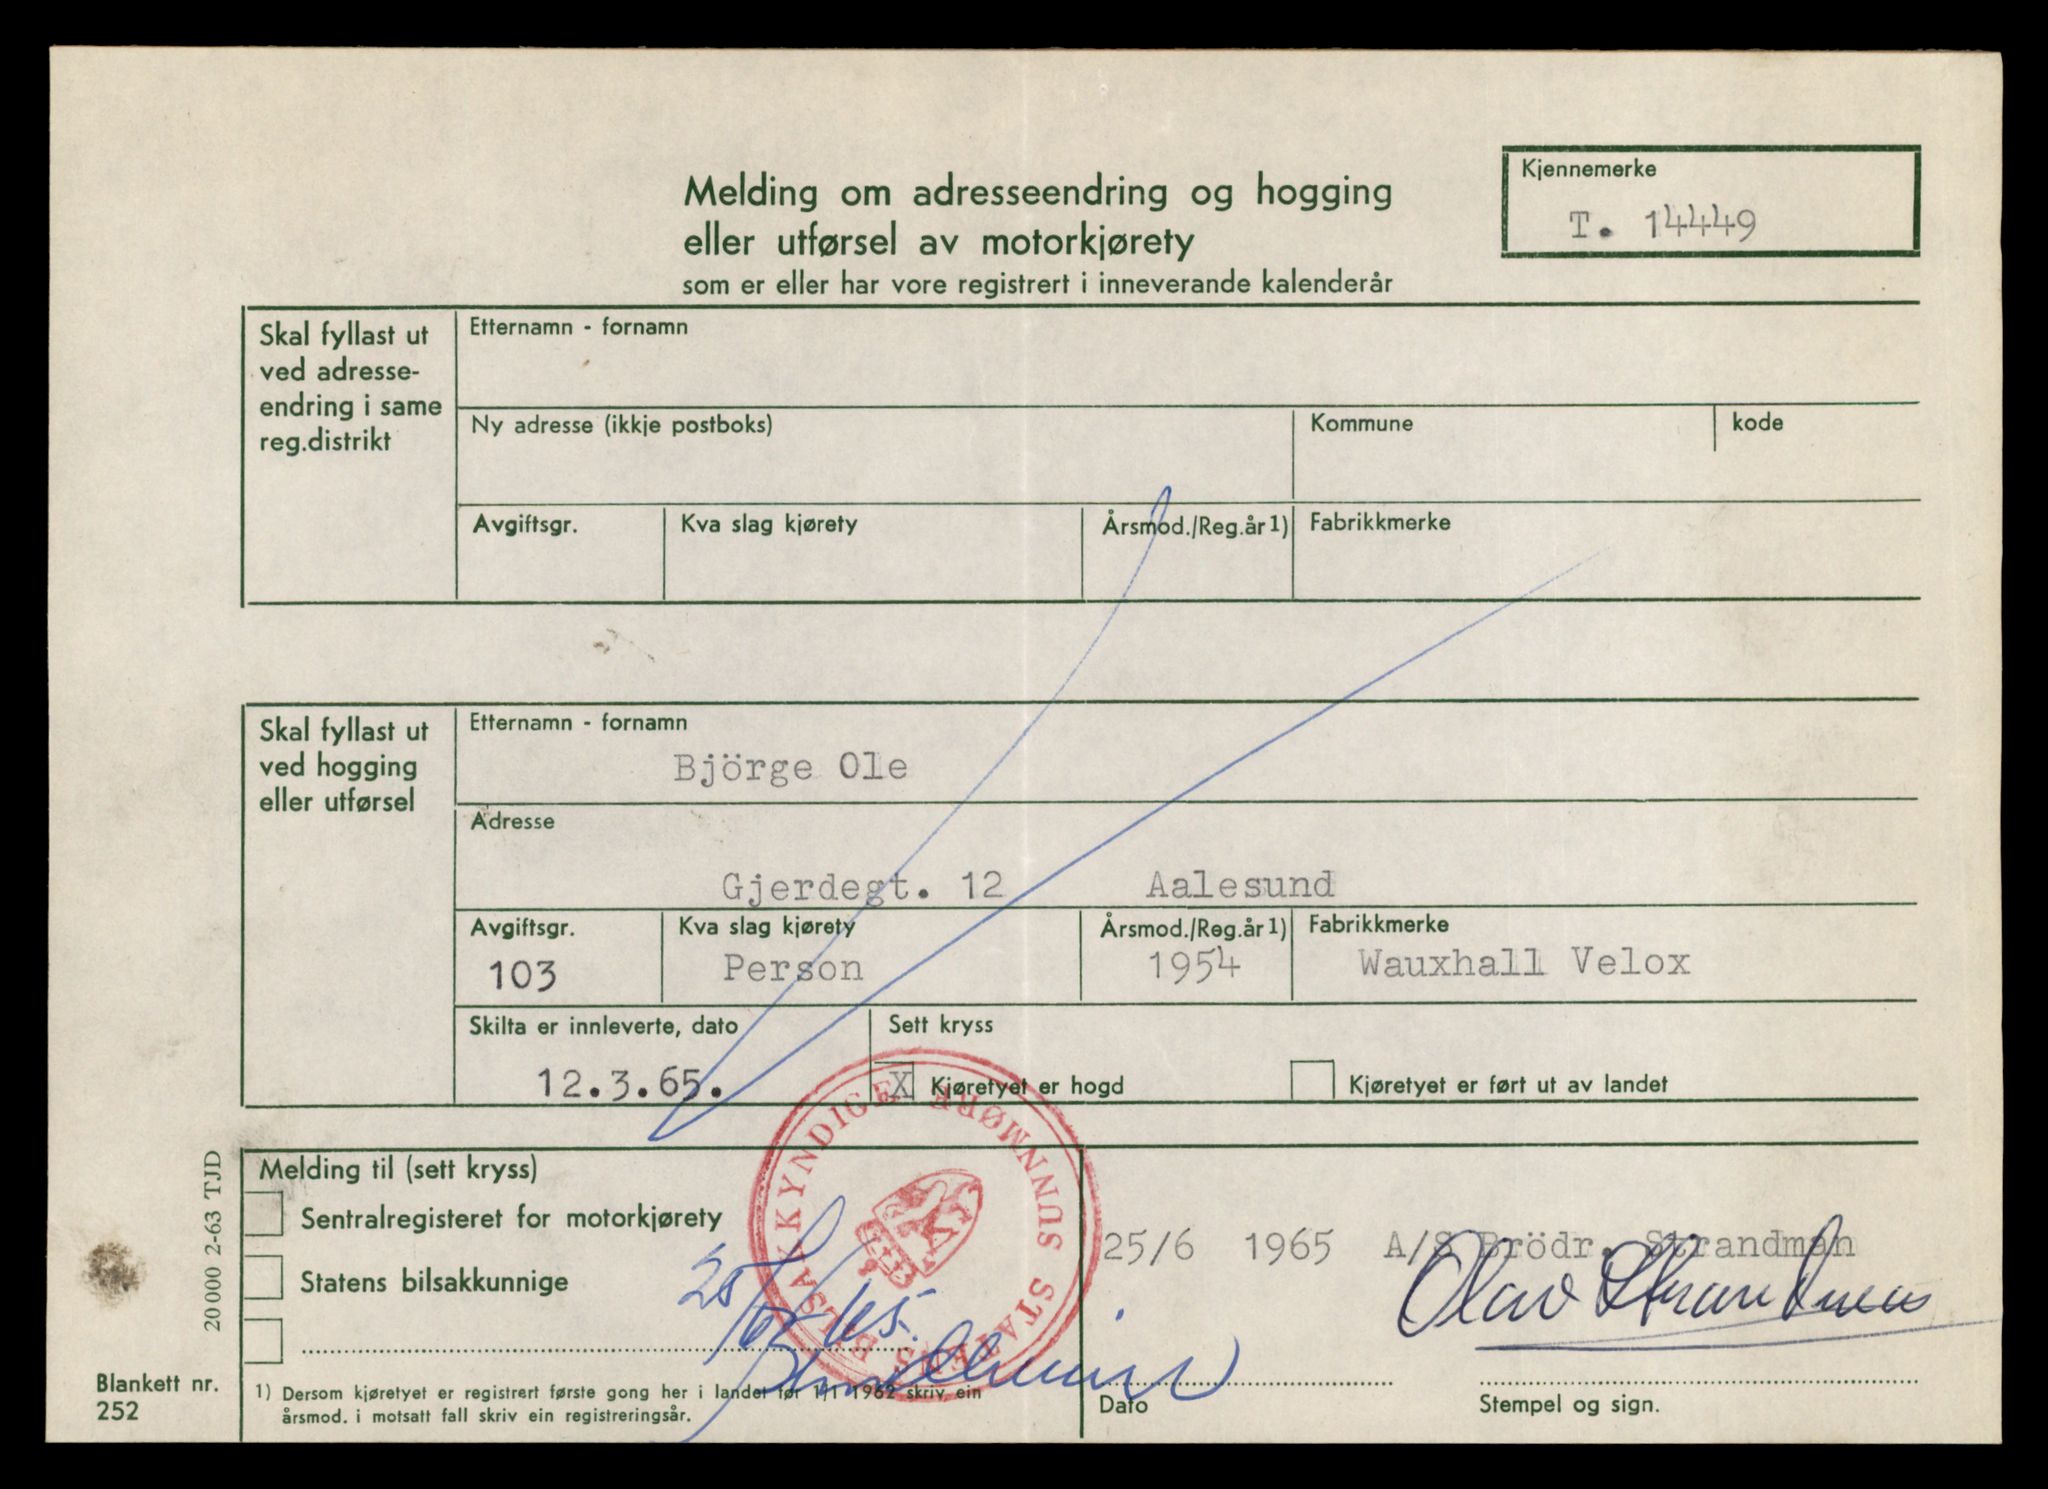 Melding om adresseendring og hogging
eller utførsel av motorkjørety
som er eller har vore registrert i inneverande kalenderår
Kjennemerke
T. 14449
Skal fyllast ut
ved adresse-
endring i same
reg.distrikt
Etternamn - fornamn
Ny adresse (ikkje postboks)
Kommune
kode
Avgiftsgr.
Kva slag kjørety
Årsmod./Reg.år 1)
Fabrikkmerke
Skal fyllast ut
ved hogging
eller utførsel
Etternamn - fornamn
Björge Ole
Adresse
Gjerdegt. 12 Aalesund
Avgiftsgr.
103
Kva slag kjørety
Person
Årsmod./Reg.år 1)
1954
Fabrikkmerke
Wauxhall Velox
Skilta er innleverte, dato
12.3.65.
Sett kryss
X Kjøretyet er hogd
Kjøretyet er ført ut av landet
Melding til (sett kryss)
Sentralregisteret for motorkjørety
Statens bilsakkunnige
1) Dersom kjøretyet er registrert første gong her i landet før 1/1 1962 skriv ein
årsmod. i motsatt fall skriv ein registreringsår.
STATENS BILSAKKYNDIGE
SUNNMØRE
25/6 1965 A/S Brödr. Strandman
Olav Strandman
Dato
Stempel og sign.
20 000 2-63 TJD
Blankett nr.
252